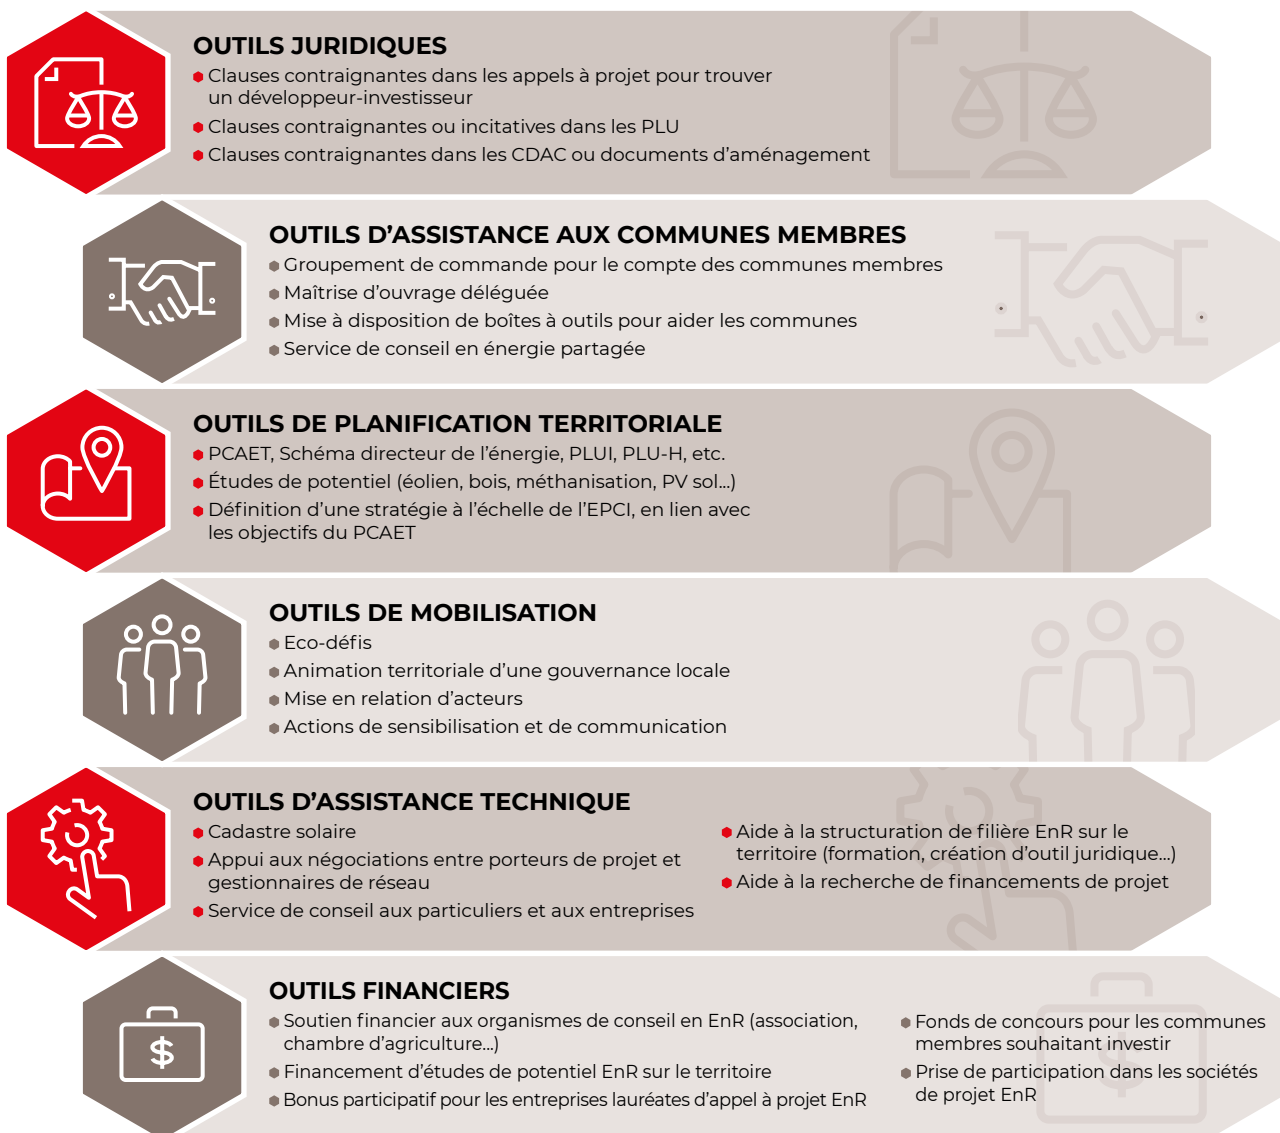 OUTILS JURIDIQUES
Clauses contraignantes dans les appels à projet pour trouver
un développeur-investisseur
Clauses contraignantes ou incitatives dans les PLU
Clauses contraignantes dans les CDAC ou documents d’aménagement
OUTILS D’ASSISTANCE AUX COMMUNES MEMBRES
Groupement de commande pour le compte des communes membres
Maîtrise d’ouvrage déléguée
Mise à disposition de boîtes à outils pour aider les communes
Service de conseil en énergie partagée
OUTILS DE PLANIFICATION TERRITORIALE
PCAET, Schéma directeur de l’énergie, PLUI, PLU-H, etc.
Études de potentiel (éolien, bois, méthanisation, PV sol...)
Définition d’une stratégie à l’échelle de l’EPCI, en lien avec
les objectifs du PCAET
OUTILS DE MOBILISATION
Eco-défis
Animation territoriale d’une gouvernance locale
Mise en relation d’acteurs
Actions de sensibilisation et de communication
OUTILS D’ASSISTANCE TECHNIQUE
Cadastre solaire
Appui aux négociations entre porteurs de projet et
gestionnaires de réseau
Service de conseil aux particuliers et aux entreprises
Aide à la structuration de filière EnR sur le
territoire (formation, création d’outil juridique...)
Aide à la recherche de financements de projet
OUTILS FINANCIERS
Soutien financier aux organismes de conseil en EnR (association,
chambre d’agriculture...)
Financement d’études de potentiel EnR sur le territoire
Bonus participatif pour les entreprises lauréates d’appel à projet EnR
Fonds de concours pour les communes
membres souhaitant investir
Prise de participation dans les sociétés
de projet EnR
$